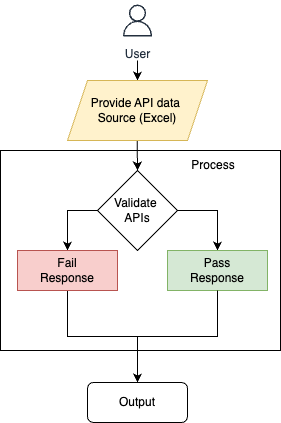 User
Provide API data
Source (Excel)
Process
Validate
APIs
Fail
Response
Pass
Response
Output